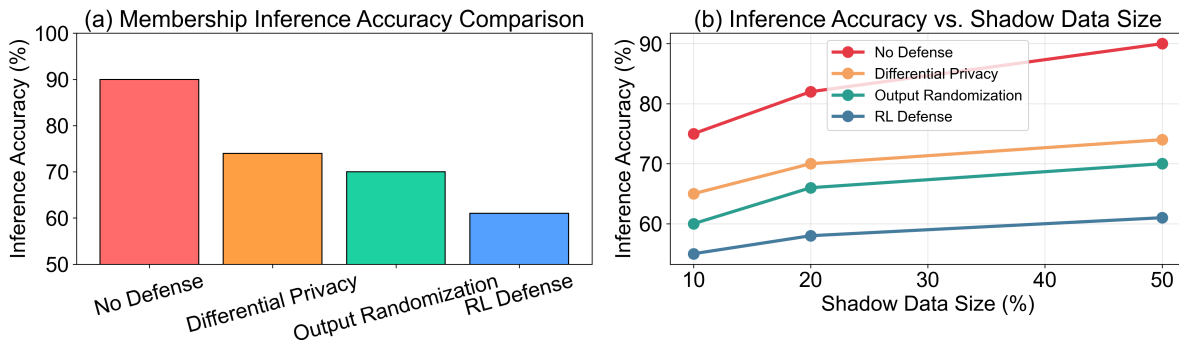 (a) Membership Inference Accuracy Comparison
Inference Accuracy (%)
100
90
80
70
60
50
No Defense
Differential Privacy
Output Randomization
RL Defense
(b) Inference Accuracy vs. Shadow Data Size
Inference Accuracy (%)
90
80
70
60
No Defense
Differential Privacy
Output Randomization
RL Defense
10
20
30
40
50
Shadow Data Size (%)